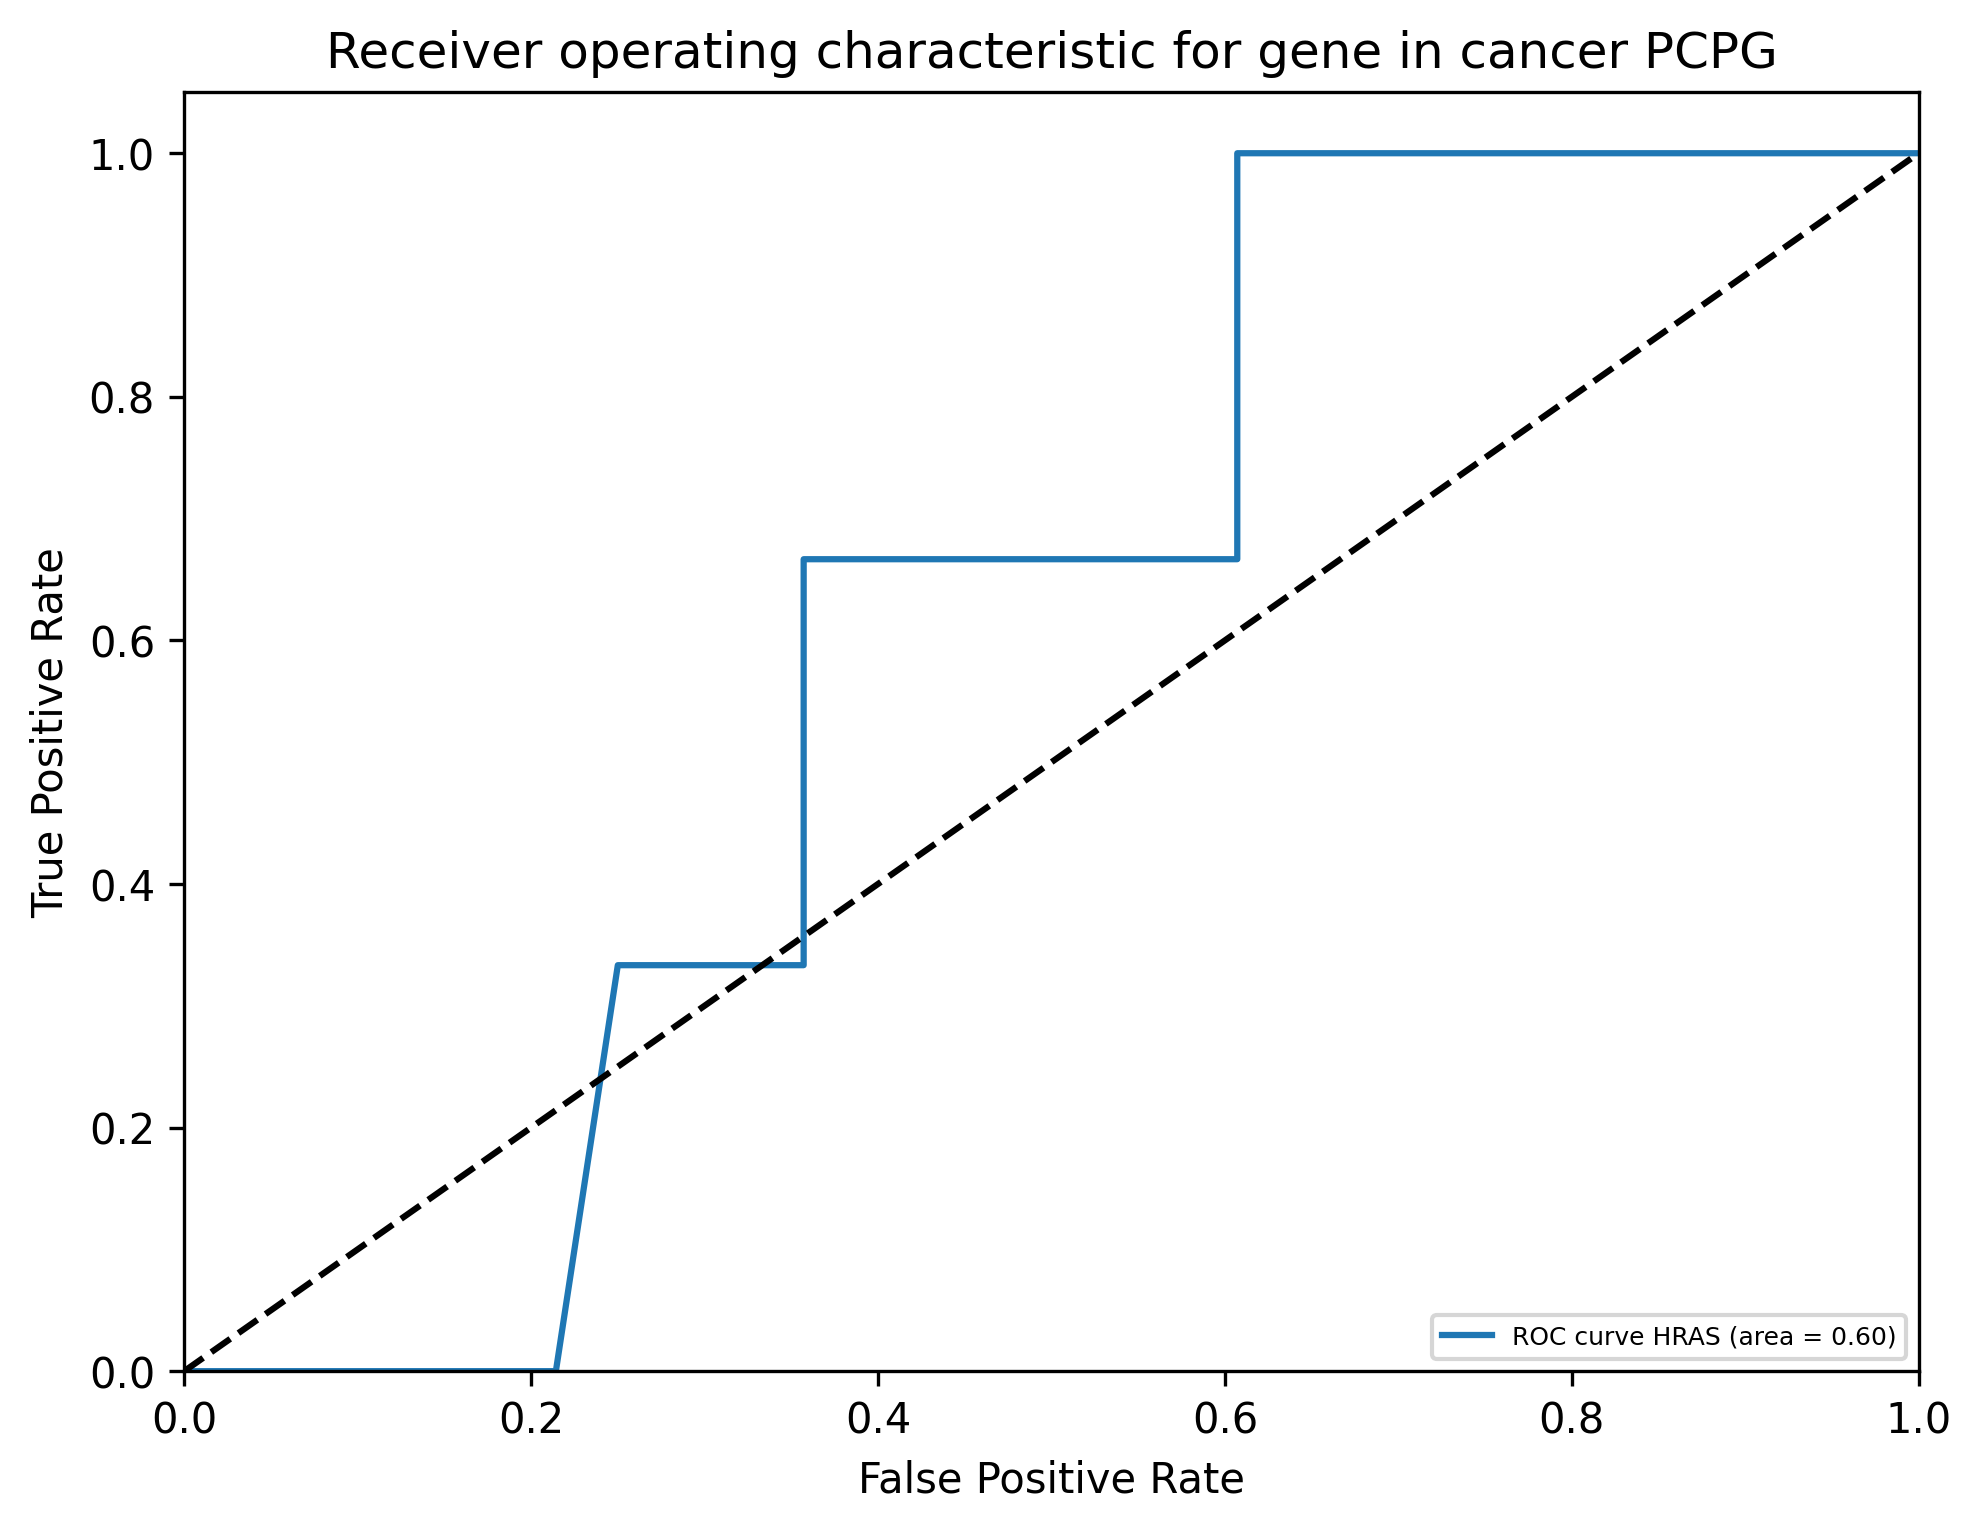 Receiver operating characteristic for gene in cancer PCPG
1.0
0.8
0.6
0.4
0.2
0.0
True Positive Rate
0.0 0.2 0.4 0.6 0.8 1.0
False Positive Rate
ROC curve HRAS (area = 0.60)